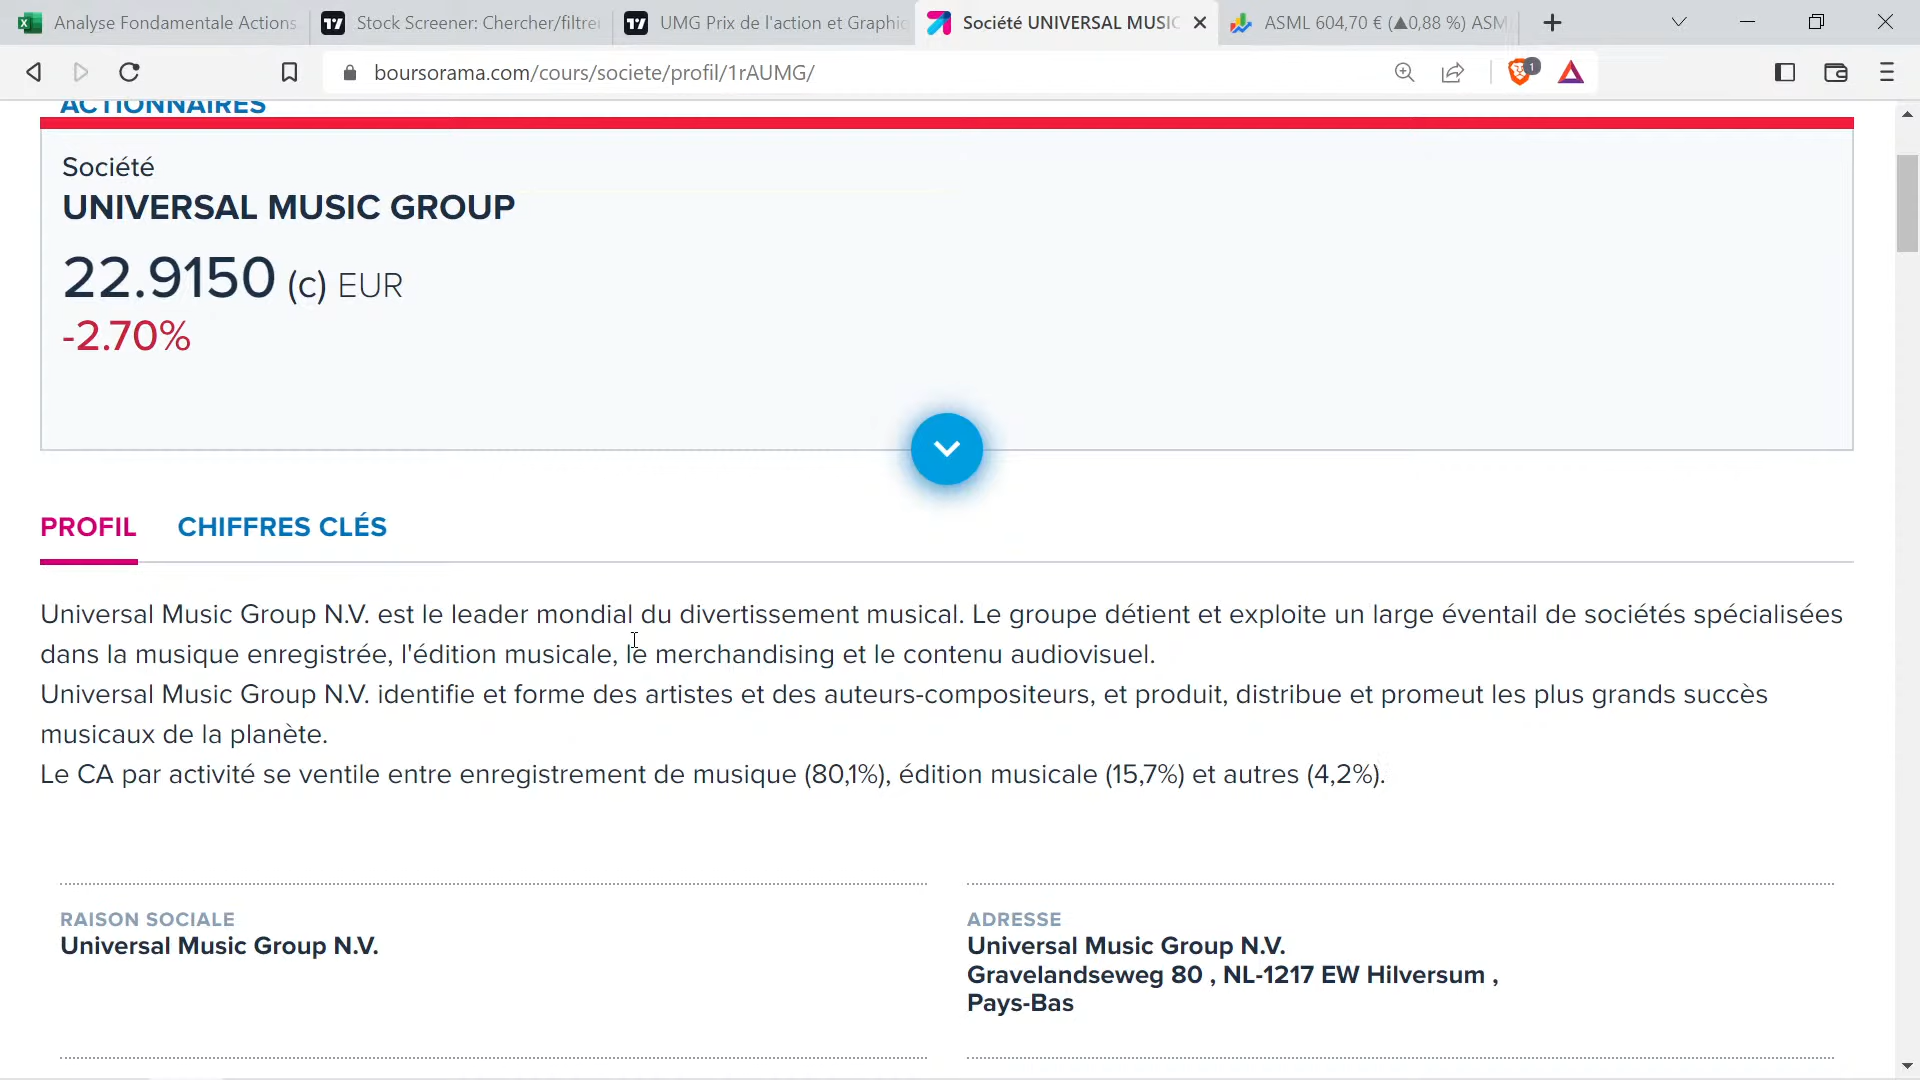 Analyse Fondamentale Actions
Stock Screener: Chercher/filtre
UMG Prix de l'action et Graphi
Société UNIVERSAL MUSIC
ASML 604,70 € (▲0,88 %) ASM
boursorama.com/cours/societe/profil/1rAUMG/
1
ACTIONNAIRES
Société
UNIVERSAL MUSIC GROUP
22.9150 (c) EUR
-2.70%
PROFIL CHIFFRES CLÉS
Universal Music Group N.V. est le leader mondial du divertissement musical. Le groupe détient et exploite un large éventail de sociétés spécialisées
dans la musique enregistrée, l'édition musicale, le merchandising et le contenu audiovisuel.
Universal Music Group N.V. identifie et forme des artistes et des auteurs-compositeurs, et produit, distribue et promeut les plus grands succès
musicaux de la planète.
Le CA par activité se ventile entre enregistrement de musique (80,1%), édition musicale (15,7%) et autres (4,2%).
RAISON SOCIALE
Universal Music Group N.V.
ADRESSE
Universal Music Group N.V.
Gravelandseweg 80 , NL-1217 EW Hilversum ,
Pays-Bas